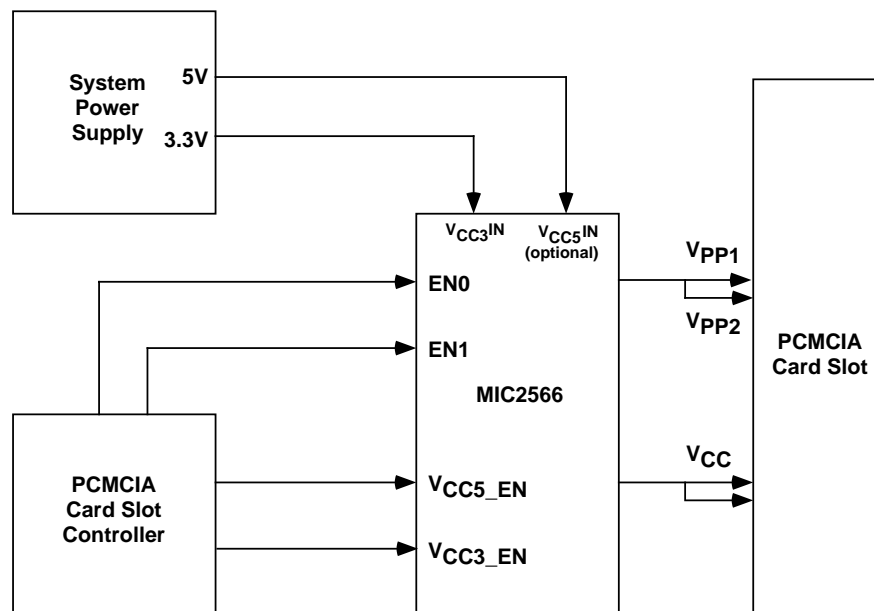 System
Power
Supply
5V
3.3V
VCC3IN
VCC5IN
(optional)
EN0
EN1
MIC2566
VCC5_EN
VCC3_EN
PCMCIA
Card Slot
Controller
VPP1
VPP2
VCC
PCMCIA
Card Slot